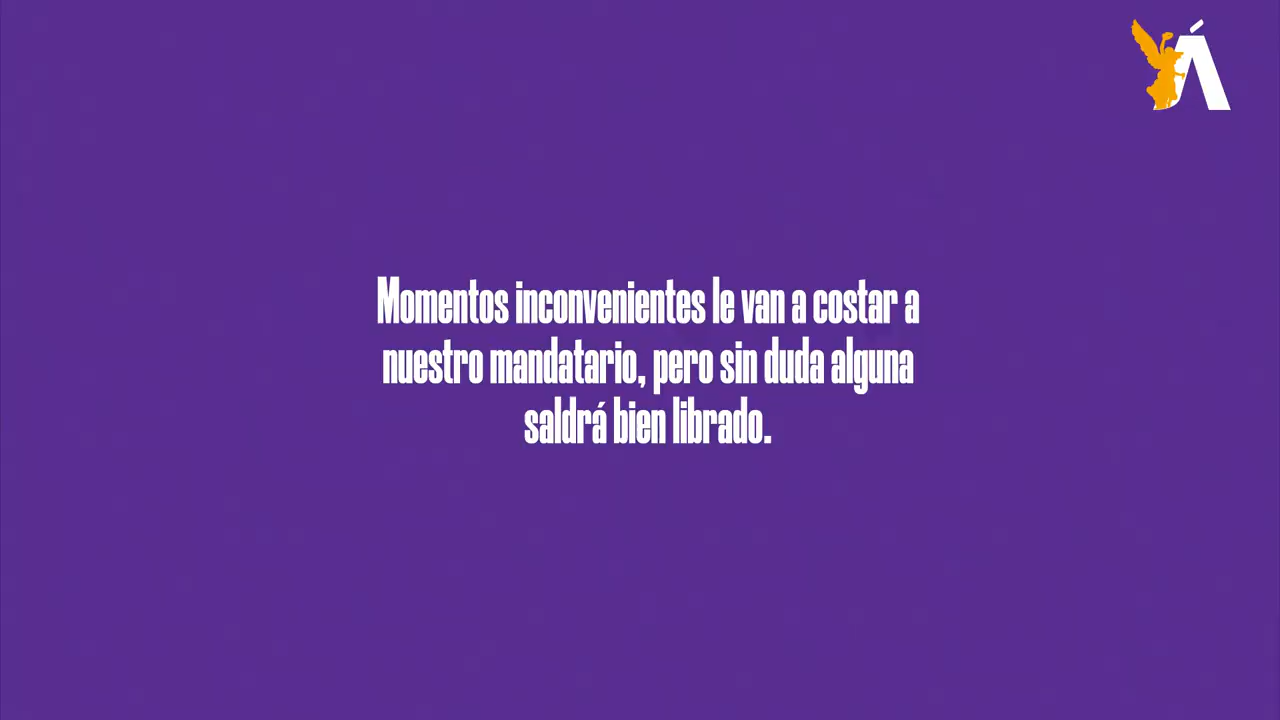 Á
Momentos inconvenientes le van a costar a
nuestro mandatario, pero sin duda alguna
saldrá bien librado.